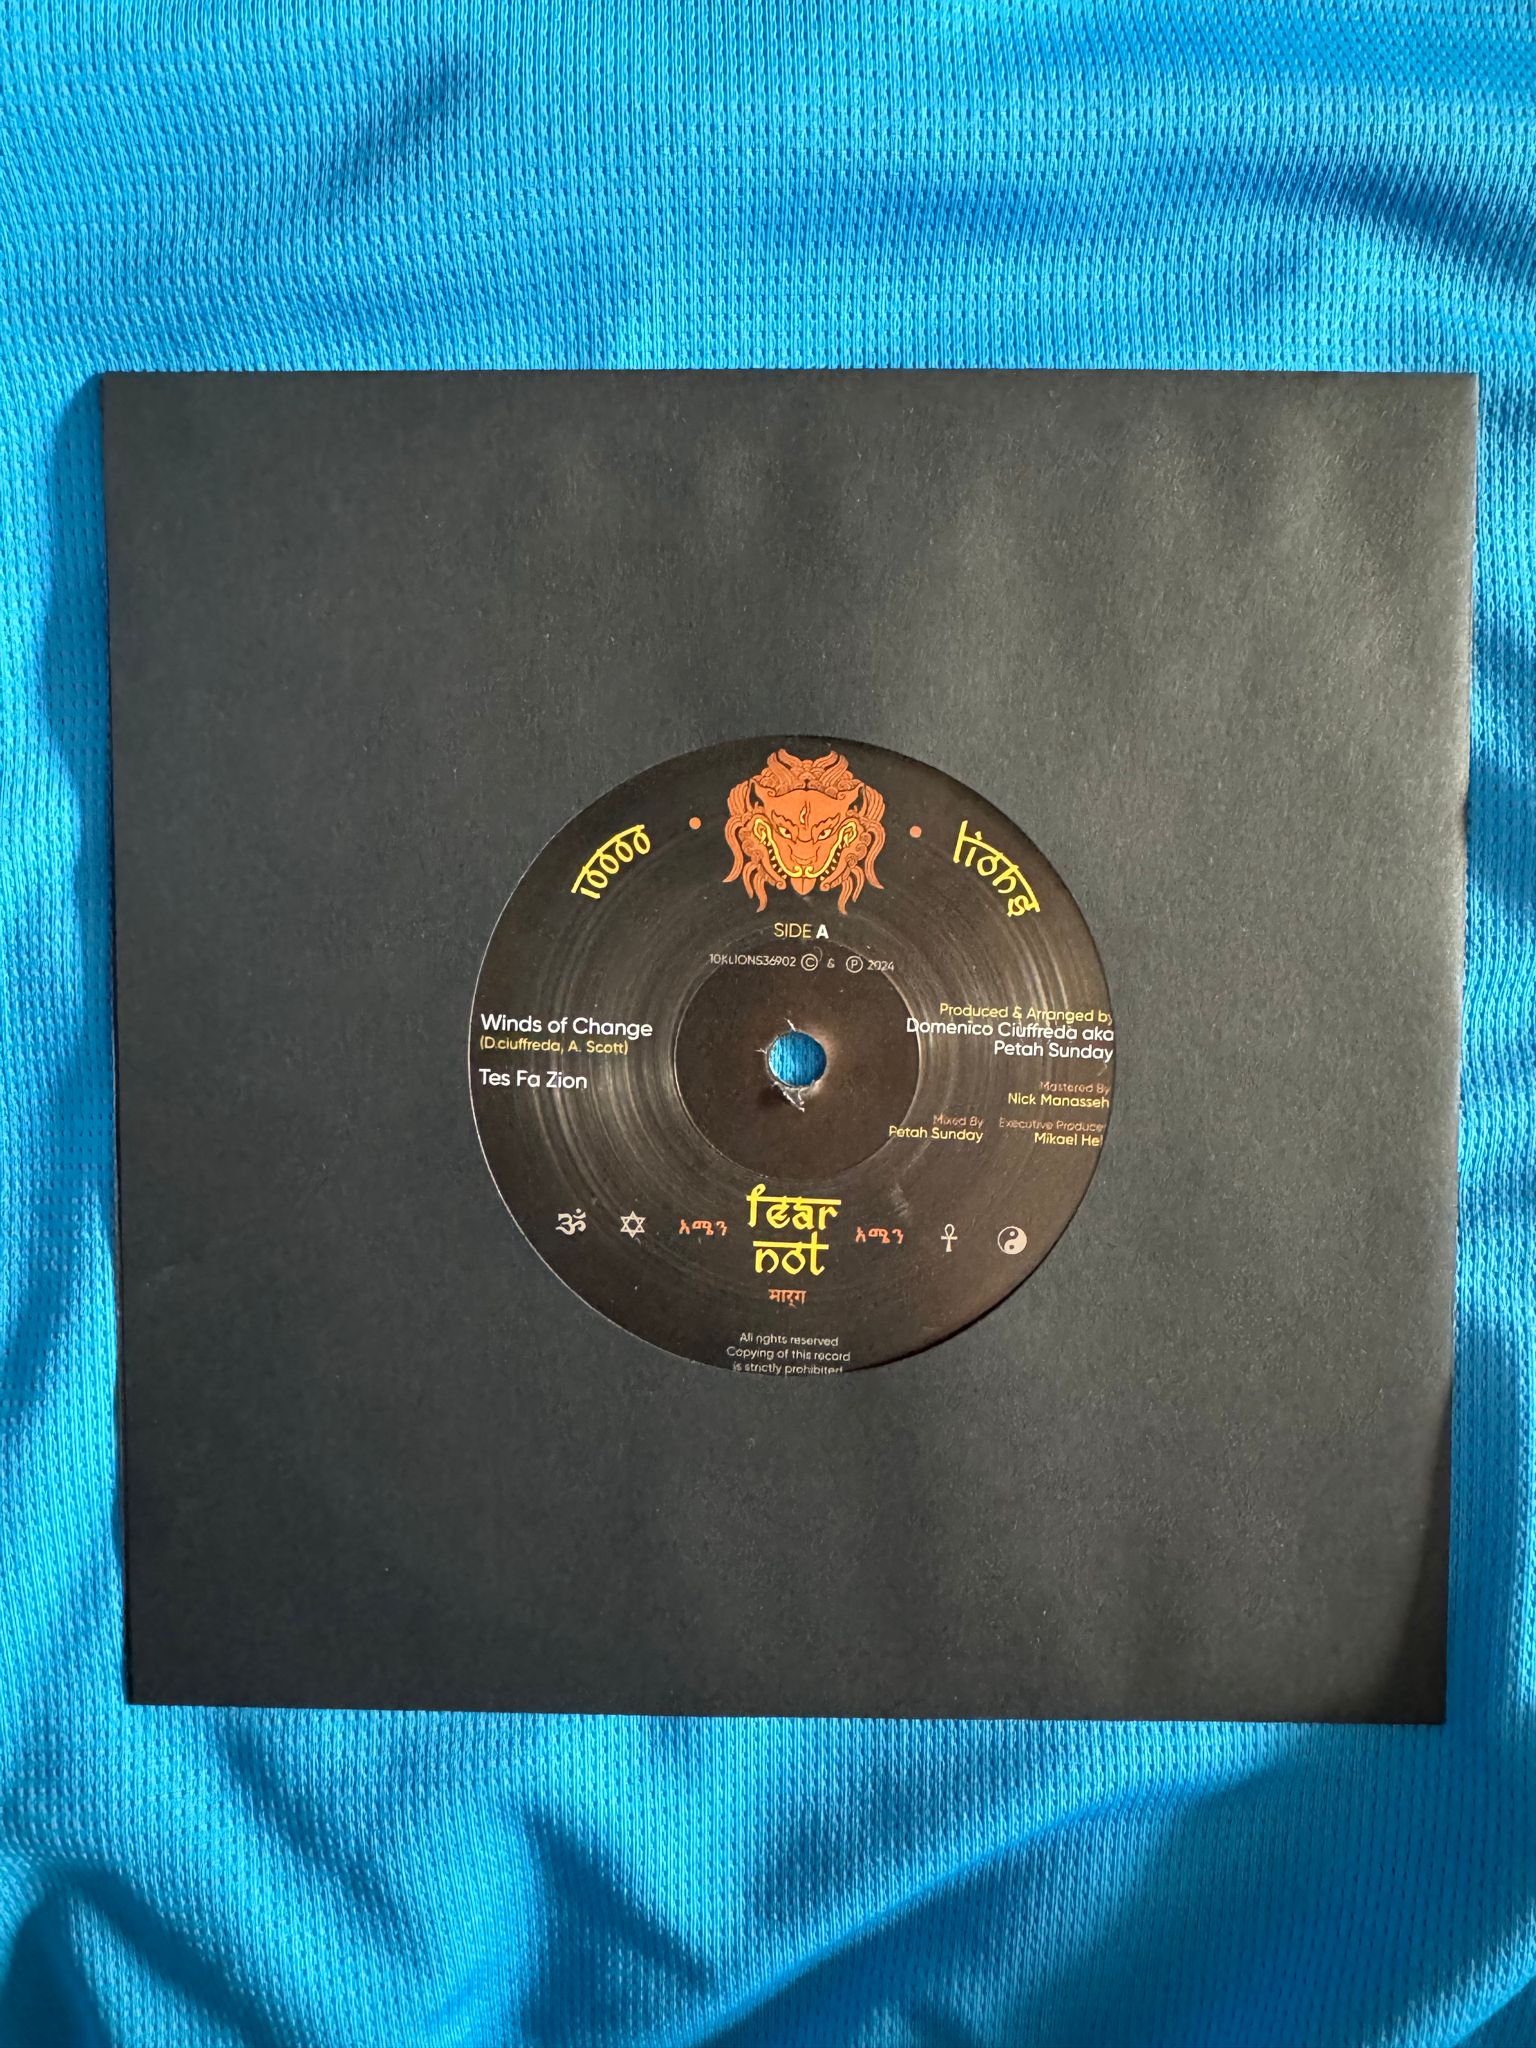 10000 • lions
SIDE A
10KLIONS36902 © & ℗ 2024
Winds of Change
(D.ciuffreda, A. Scott)
Tes Fa Zion
Produced & Arranged by
Domenico Ciuffreda aka
Petah Sunday
Mastered By
Nick Manasseh
Mixed By
Petah Sunday
Executive Producer
Mikael
ॐ
አሜን
fear
not
አሜን
मार्ग
All rights reserved
Copying of this record
is strictly prohibited